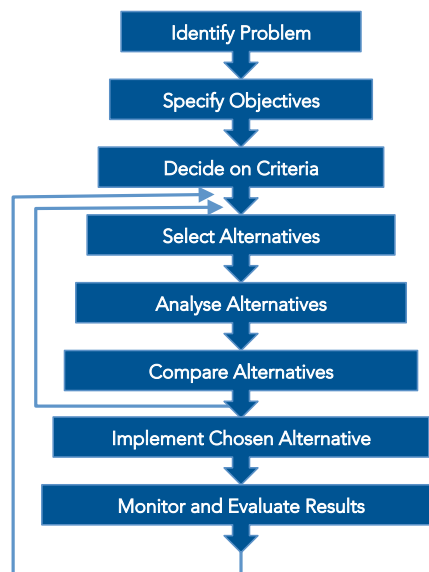 Identify Problem
Specify Objectives
Decide on Criteria
Select Alternatives
Analyse Alternatives
Compare Alternatives
Implement Chosen Alternative
Monitor and Evaluate Results